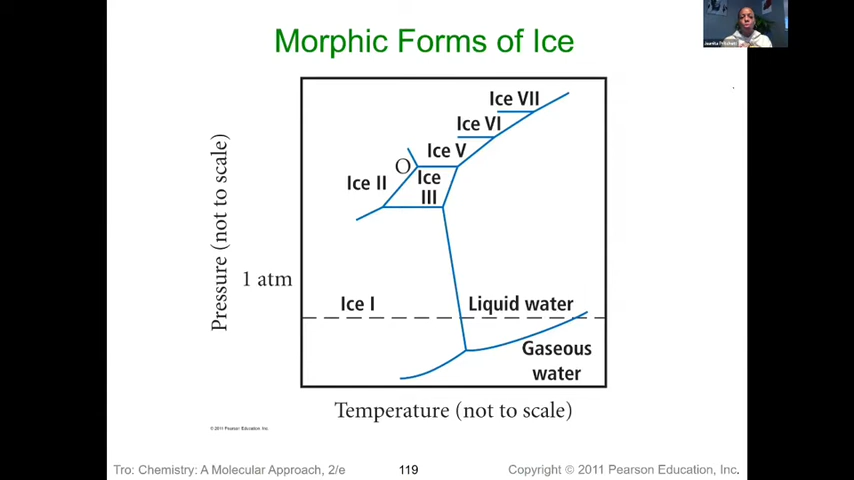 Morphic Forms of Ice
Ice VII
Ice VI
Ice V
O
Ice
III
Ice II
Pressure (not to scale)
1 atm
Ice I
Liquid water
Gaseous
water
Temperature (not to scale)
© 2011 Pearson Education, Inc.
Tro: Chemistry: A Molecular Approach, 2/e
119
Copyright © 2011 Pearson Education, Inc.